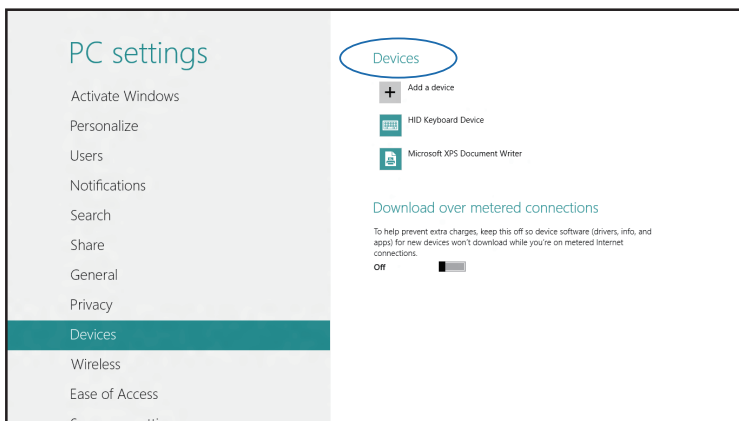 PC settings
Activate Windows
Personalize
Users
Notifications
Search
Share
General
Privacy
Devices
Wireless
Ease of Access
Devices
Add a device
HID Keyboard Device
Microsoft XPS Document Writer
Download over metered connections
To help prevent extra charges, keep this off so device software (drivers, info, and
apps) for new devices won't download while you're on metered Internet
connections.
Off